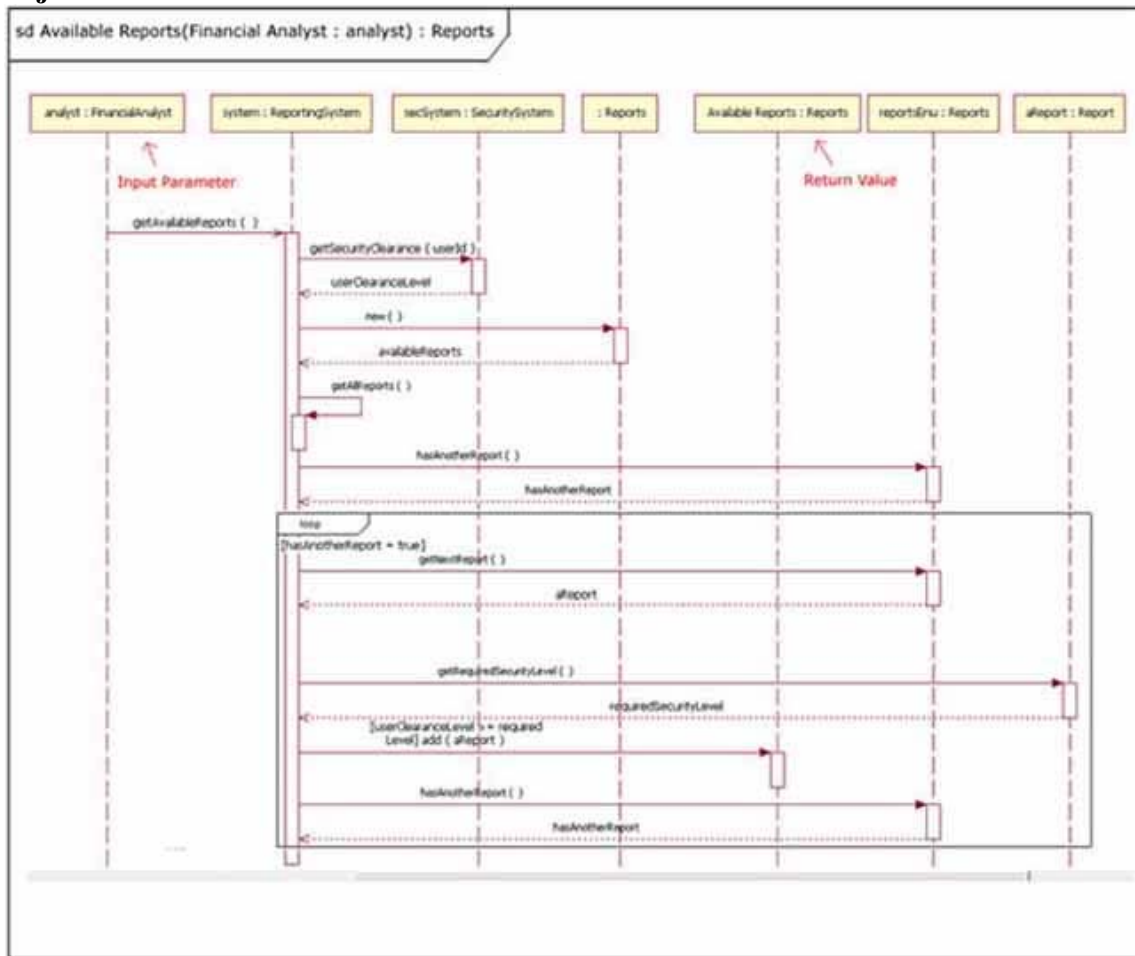 sd Available Reports(Financial Analyst : analyst) : Reports
analyst : FinancialAnalyst
system : ReportingSystem
secSystem : SecuritySystem
: Reports
Available Reports : Reports
reportsEnu : Reports
aReport : Report
Input Parameter
Return Value
getAvailableReports ( )
getSecurityClearance ( userId )
userClearanceLevel
new ( )
availableReports
getAllReports ( )
hasAnotherReport ( )
hasAnotherReport
loop
[hasAnotherReport = true]
getNextReport ( )
aReport
getRequiredSecurityLevel ( )
requiredSecurityLevel
[userClearanceLevel >= required
Level] add ( aReport )
hasAnotherReport ( )
hasAnotherReport